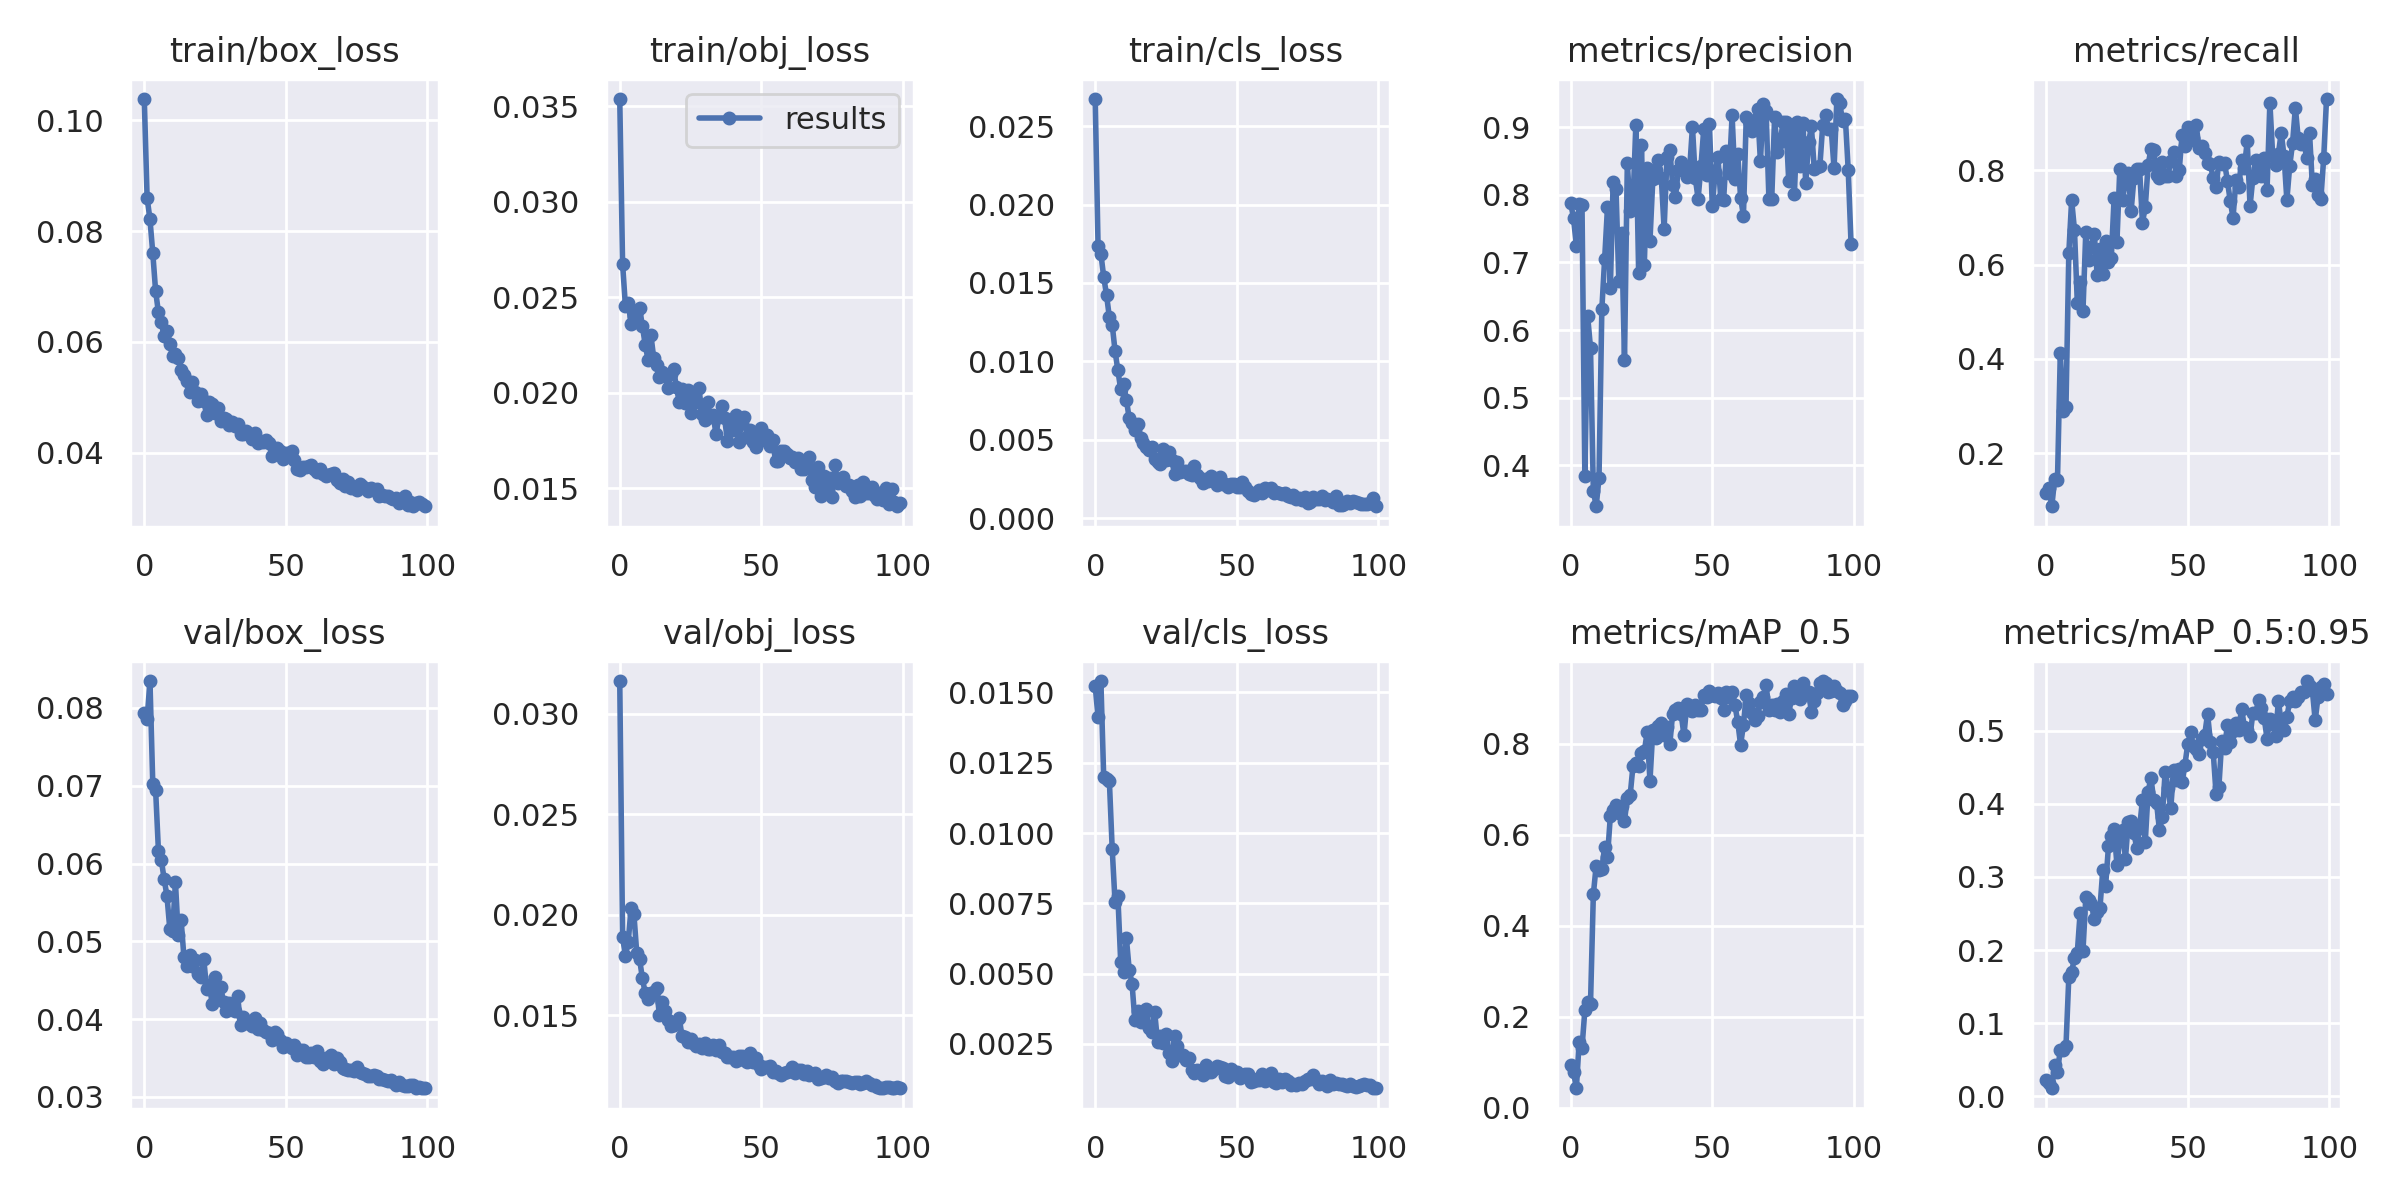 train/box_loss
0.10
0.08
0.06
0.04
0 50 100
train/obj_loss
results
0.035
0.030
0.025
0.020
0.015
0 50 100
train/cls_loss
0.025
0.020
0.015
0.010
0.005
0.000
0 50 100
metrics/precision
0.9
0.8
0.7
0.6
0.5
0.4
0 50 100
metrics/recall
0.8
0.6
0.4
0.2
0 50 100
val/box_loss
0.08
0.07
0.06
0.05
0.04
0.03
0 50 100
val/obj_loss
0.030
0.025
0.020
0.015
0 50 100
val/cls_loss
0.0150
0.0125
0.0100
0.0075
0.0050
0.0025
0 50 100
metrics/mAP_0.5
0.8
0.6
0.4
0.2
0.0
0 50 100
metrics/mAP_0.5:0.95
0.5
0.4
0.3
0.2
0.1
0.0
0 50 100